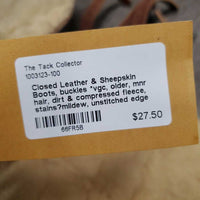 The Tack Collector
1003123-100
Closed Leather & Sheepskin
Boots, buckles *vgc, older, mnr
hair, dirt & compressed fleece,
stains?mildew, unstitched edge
66FR58
$27.50